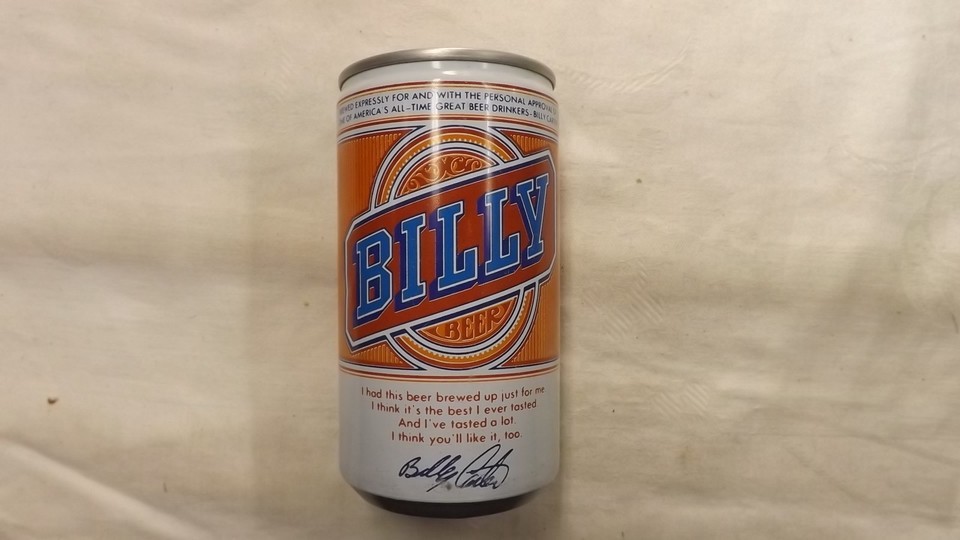 EXPRESSLY FOR AND WITH THE PERSONAL APPROVAL
OF AMERICA'S ALL-TIME GREAT BEER DRINKERS-BILLY
BILLY
BEER
I had this beer brewed up just for me
I think it's the best I ever tasted
And I've tasted a lot.
I think you'll like it, too.
Billy Carter